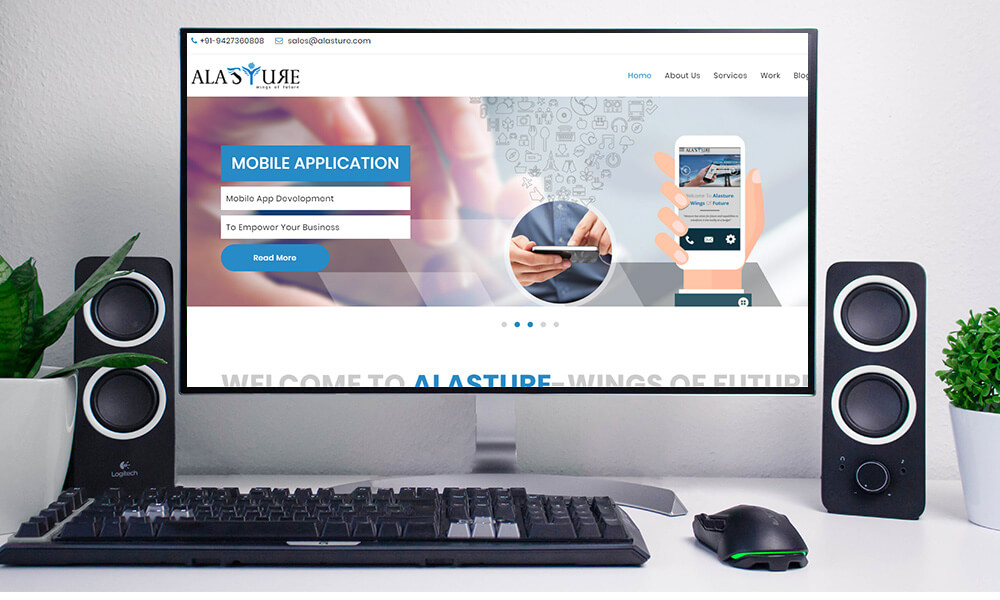 +91-9427360808 sales@alasture.com
ALASTURE
wings of future
Home About Us Services Work Blog
MOBILE APPLICATION
Mobile App Development
To Empower Your Business
Read More
ALASTURE
Welcome To Alasture
Wings Of Future
WELCOME TO ALASTURE-WINGS OF FUTURE
Logitech